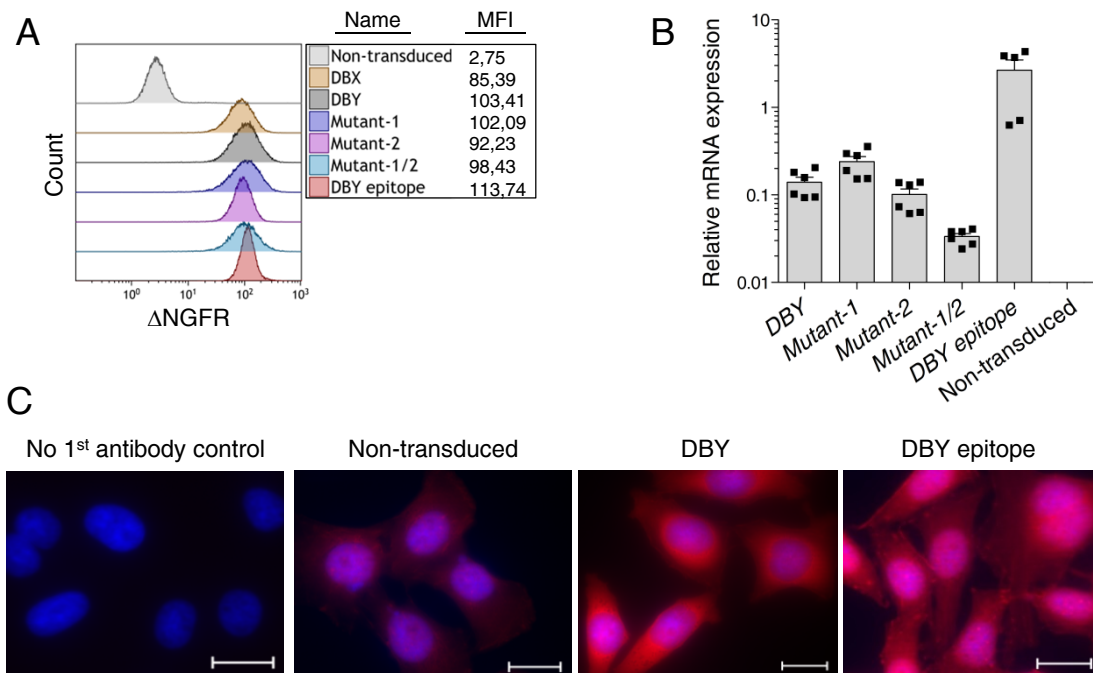 A
Name MFI
Non-transduced 2,75
DBX 85,39
DBY 103,41
Mutant-1 102,09
Mutant-2 92,23
Mutant-1/2 98,43
DBY epitope 113,74
Count
10⁰ 10¹ 10² 10³
ΔNGFR
B
Relative mRNA expression
10
1
0.1
0.01
DBY
Mutant-1
Mutant-2
Mutant-1/2
DBY epitope
Non-transduced
C
No 1st antibody control
Non-transduced
DBY
DBY epitope